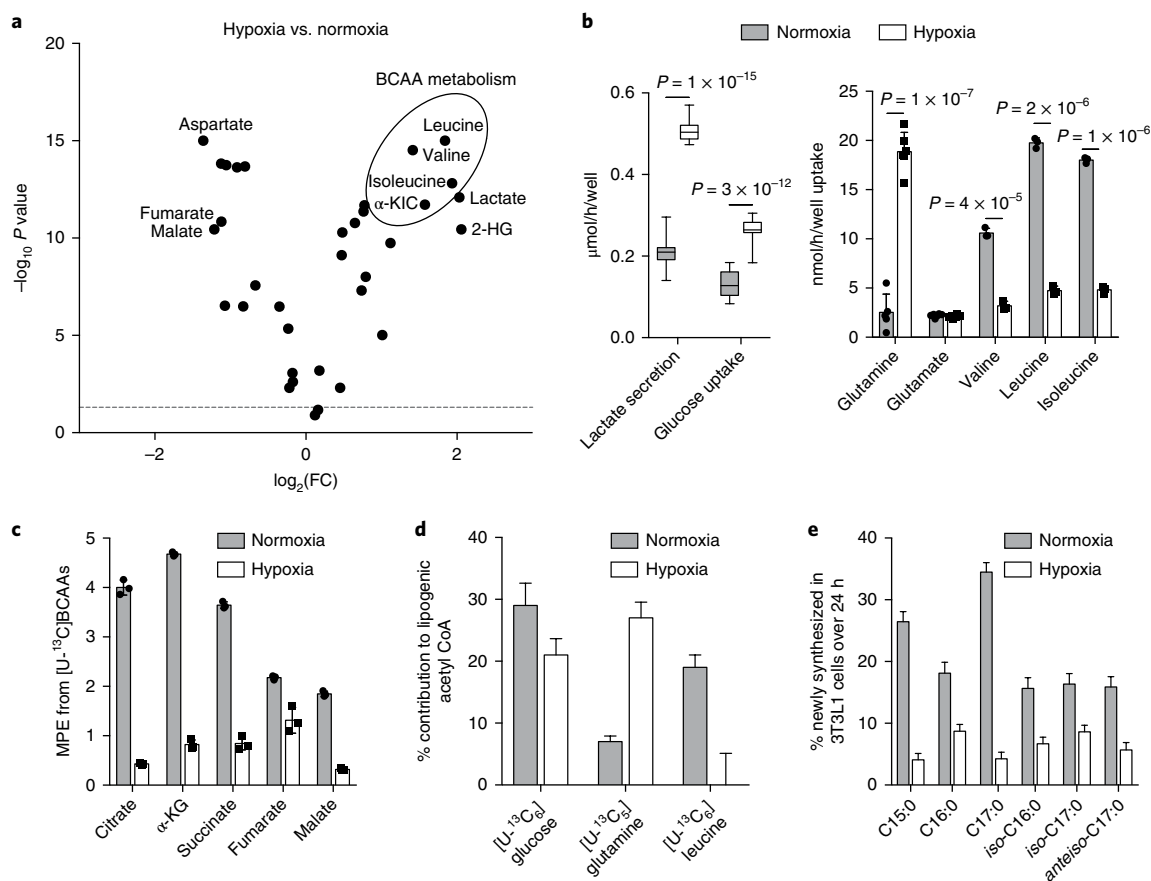 a
Hypoxia vs. normoxia
20
15
10
5
0
−log10 P value
−2
0
2
log2(FC)
BCAA metabolism
Aspartate
Leucine
Valine
Isoleucine
α-KIC
Lactate
2-HG
Fumarate
Malate
b
Normoxia
Hypoxia
0.6
0.4
0.2
0.0
µmol/h/well
P = 1 × 10−15
P = 3 × 10−12
Lactate secretion
Glucose uptake
25
20
15
10
5
0
nmol/h/well uptake
P = 1 × 10−7
P = 4 × 10−5
P = 2 × 10−6
P = 1 × 10−6
Glutamine
Glutamate
Valine
Leucine
Isoleucine
c
Normoxia
Hypoxia
5
4
3
2
1
0
MPE from [U-13C]BCAAs
Citrate
α-KG
Succinate
Fumarate
Malate
d
Normoxia
Hypoxia
40
30
20
10
0
% contribution to lipogenic
acetyl CoA
[U-13C6]
glucose
[U-13C5]
glutamine
[U-13C6]
leucine
e
Normoxia
Hypoxia
40
30
20
10
0
% newly synthesized in
3T3L1 cells over 24 h
C15:0
C16:0
C17:0
iso-C16:0
iso-C17:0
anteiso-C17:0